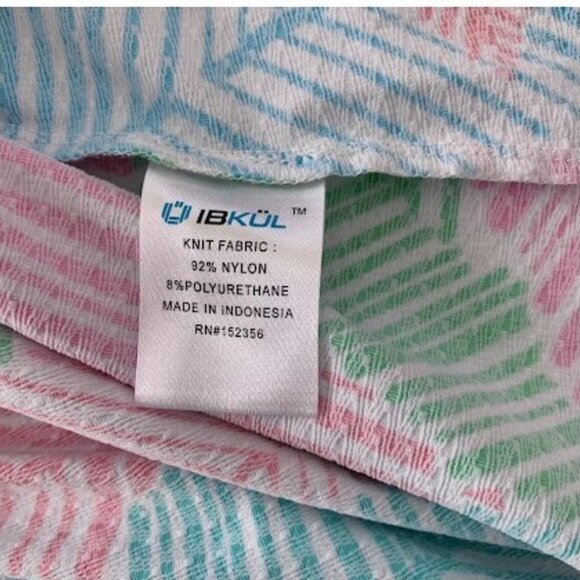 IBKÜL™
KNIT FABRIC :
92% NYLON
8%POLYURETHANE
MADE IN INDONESIA
RN#152356